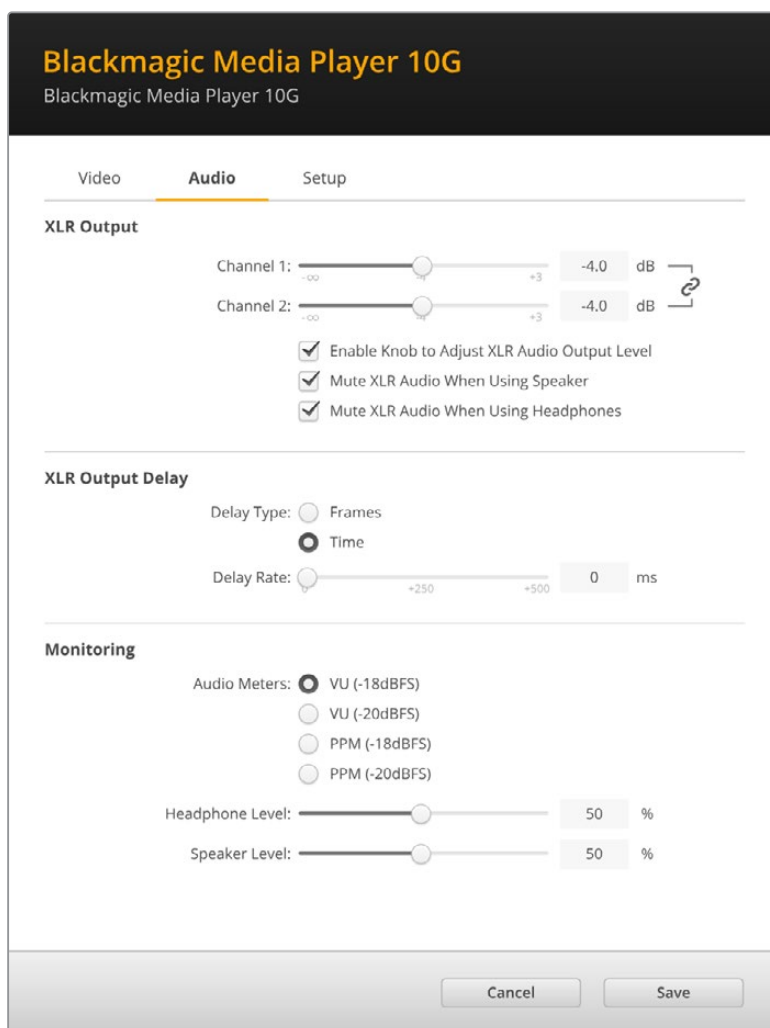 Blackmagic Media Player 10G
Blackmagic Media Player 10G
Video Audio Setup
XLR Output
Channel 1: -4.0 dB
-∞ -4 +3
Channel 2: -4.0 dB
-∞ -4 +3
Enable Knob to Adjust XLR Audio Output Level
Mute XLR Audio When Using Speaker
Mute XLR Audio When Using Headphones
XLR Output Delay
Delay Type: Frames
Time
Delay Rate: 0 ms
0 +250 +500
Monitoring
Audio Meters: VU (-18dBFS)
VU (-20dBFS)
PPM (-18dBFS)
PPM (-20dBFS)
Headphone Level: 50 %
Speaker Level: 50 %
Cancel Save